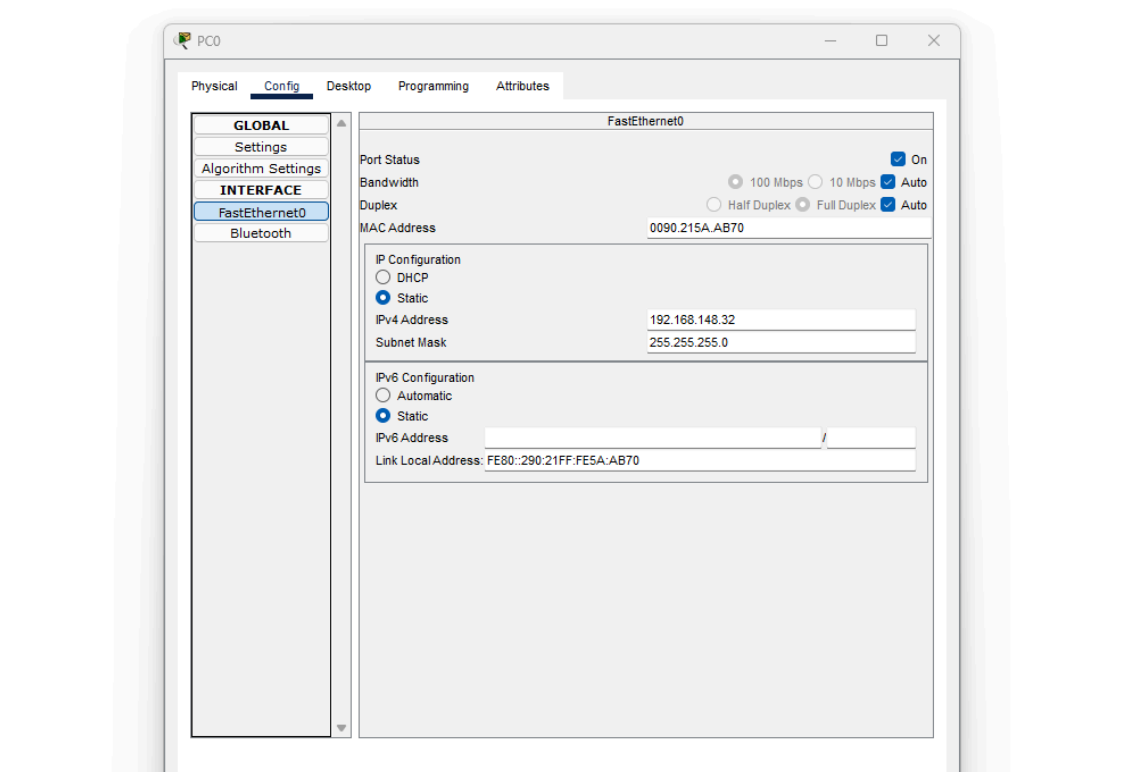 PC0
Physical Config Desktop Programming Attributes
GLOBAL
Settings
Algorithm Settings
INTERFACE
FastEthernet0
Bluetooth
FastEthernet0
Port Status On
Bandwidth 100 Mbps 10 Mbps Auto
Duplex Half Duplex Full Duplex Auto
MAC Address 0090.215A.AB70
IP Configuration
DHCP
Static
IPv4 Address 192.168.148.32
Subnet Mask 255.255.255.0
IPv6 Configuration
Automatic
Static
IPv6 Address /
Link Local Address: FE80::290:21FF:FE5A:AB70